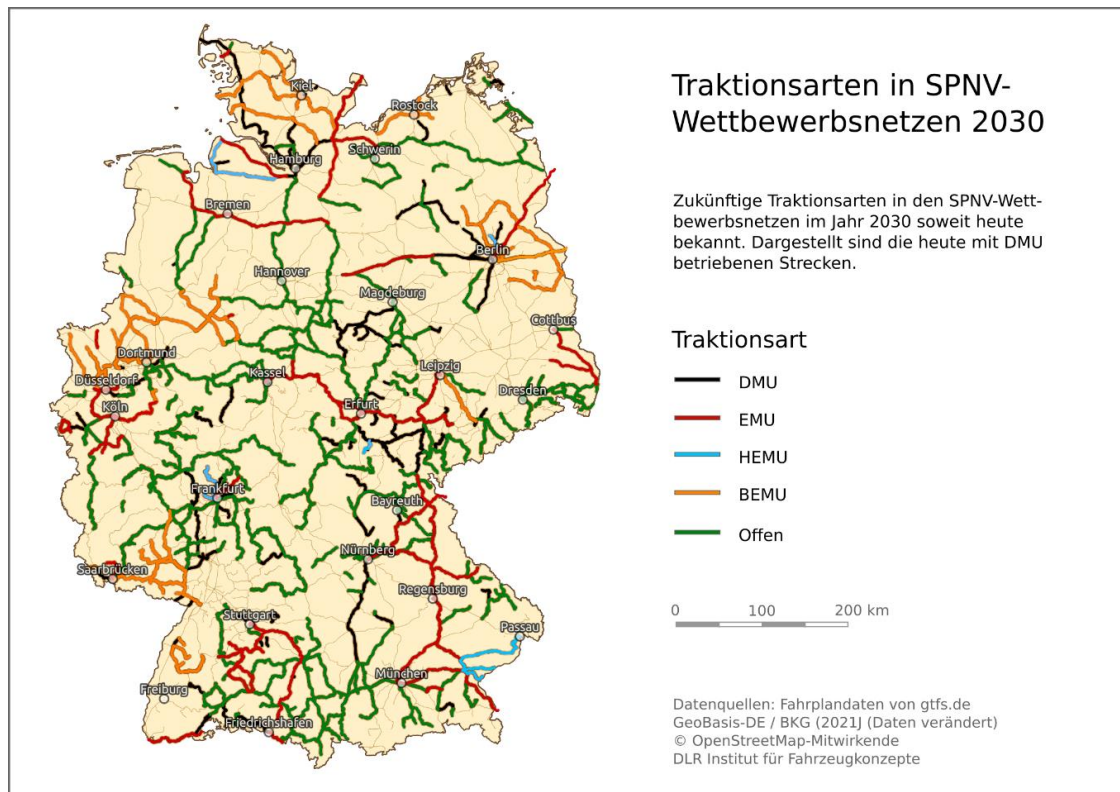 Traktionsarten in SPNV-
Wettbewerbsnetzen 2030
Zukünftige Traktionsarten in den SPNV-Wett-
bewerbsnetzen im Jahr 2030 soweit heute
bekannt. Dargestellt sind die heute mit DMU
betriebenen Strecken.
Traktionsart
DMU
EMU
HEMU
BEMU
Offen
0 100 200 km
Datenquellen: Fahrplandaten von gtfs.de
GeoBasis-DE / BKG (2021J (Daten verändert)
© OpenStreetMap-Mitwirkende
DLR Institut für Fahrzeugkonzepte
Kiel
Rostock
Schwerin
Hamburg
Bremen
Berlin
Hannover
Magdeburg
Cottbus
Dortmund
Leipzig
Kassel
Düsseldorf
Dresden
Köln
Erfurt
Frankfurt
Bayreuth
Nürnberg
Saarbrücken
Regensburg
Stuttgart
Passau
München
Freiburg
Friedrichshafen